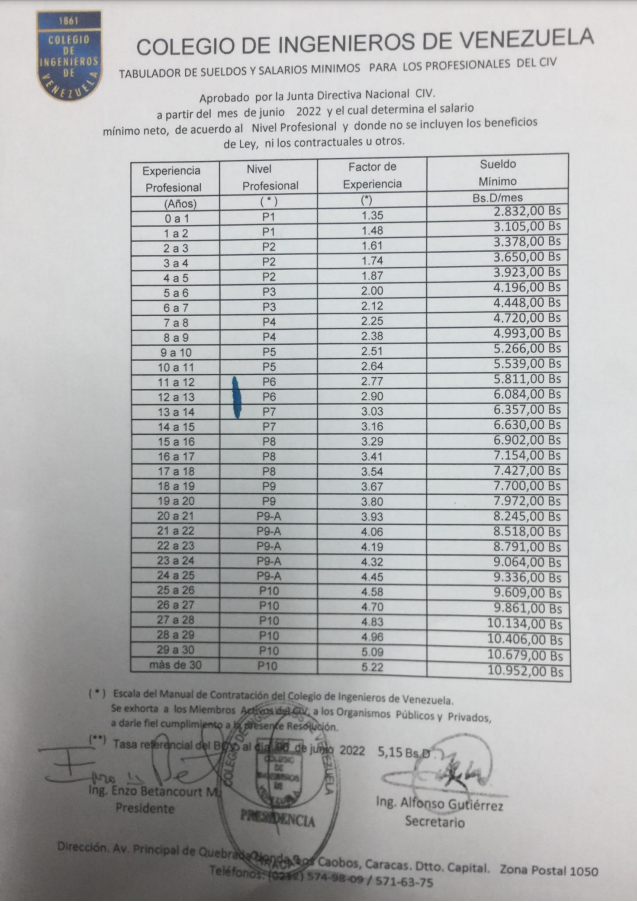 1861
COLEGIO
DE
INGENIEROS
DE
VENEZUELA
COLEGIO DE INGENIEROS DE VENEZUELA
TABULADOR DE SUELDOS Y SALARIOS MINIMOS PARA LOS PROFESIONALES DEL CIV
Aprobado por la Junta Directiva Nacional CIV.
a partir del mes de junio 2022 y el cual determina el salario
mínimo neto, de acuerdo al Nivel Profesional y donde no se incluyen los beneficios
de Ley, ni los contractuales u otros.
Experiencia Nivel Factor de Sueldo
Profesional Profesional Experiencia Mínimo
(Años) ( * ) (*) Bs.D/mes
0 a 1 P1 1.35 2.832,00 Bs
1 a 2 P1 1.48 3.105,00 Bs
2 a 3 P2 1.61 3.378,00 Bs
3 a 4 P2 1.74 3.650,00 Bs
4 a 5 P2 1.87 3.923,00 Bs
5 a 6 P3 2.00 4.196,00 Bs
6 a 7 P3 2.12 4.448,00 Bs
7 a 8 P4 2.25 4.720,00 Bs
8 a 9 P4 2.38 4.993,00 Bs
9 a 10 P5 2.51 5.266,00 Bs
10 a 11 P5 2.64 5.539,00 Bs
11 a 12 P6 2.77 5.811,00 Bs
12 a 13 P6 2.90 6.084,00 Bs
13 a 14 P7 3.03 6.357,00 Bs
14 a 15 P7 3.16 6.630,00 Bs
15 a 16 P8 3.29 6.902,00 Bs
16 a 17 P8 3.41 7.154,00 Bs
17 a 18 P8 3.54 7.427,00 Bs
18 a 19 P9 3.67 7.700,00 Bs
19 a 20 P9 3.80 7.972,00 Bs
20 a 21 P9-A 3.93 8.245,00 Bs
21 a 22 P9-A 4.06 8.518,00 Bs
22 a 23 P9-A 4.19 8.791,00 Bs
23 a 24 P9-A 4.32 9.064,00 Bs
24 a 25 P9-A 4.45 9.336,00 Bs
25 a 26 P10 4.58 9.609,00 Bs
26 a 27 P10 4.70 9.861,00 Bs
27 a 28 P10 4.83 10.134,00 Bs
28 a 29 P10 4.96 10.406,00 Bs
29 a 30 P10 5.09 10.679,00 Bs
más de 30 P10 5.22 10.952,00 Bs
( * ) Escala del Manual de Contratación del Colegio de Ingenieros de Venezuela.
Se exhorta a los Miembros Activos del CIV, a los Organismos Públicos y Privados,
a darle fiel cumplimiento a la presente Resolución.
(**) Tasa referencial del al día de junio 2022 5,15 Bs.D
COLEGIO DE INGENIEROS DE VENEZUELA
COLEGIO
DE
INGENIEROS
DE
PRESIDENCIA
Ing. Enzo Betancourt M. Ing. Alfonso Gutiérrez
Presidente Secretario
Dirección. Av. Principal de Quebrada Honda, Los Caobos, Caracas. Dtto. Capital. Zona Postal 1050
Teléfonos: (0212) 574-98-09 / 571-63-75